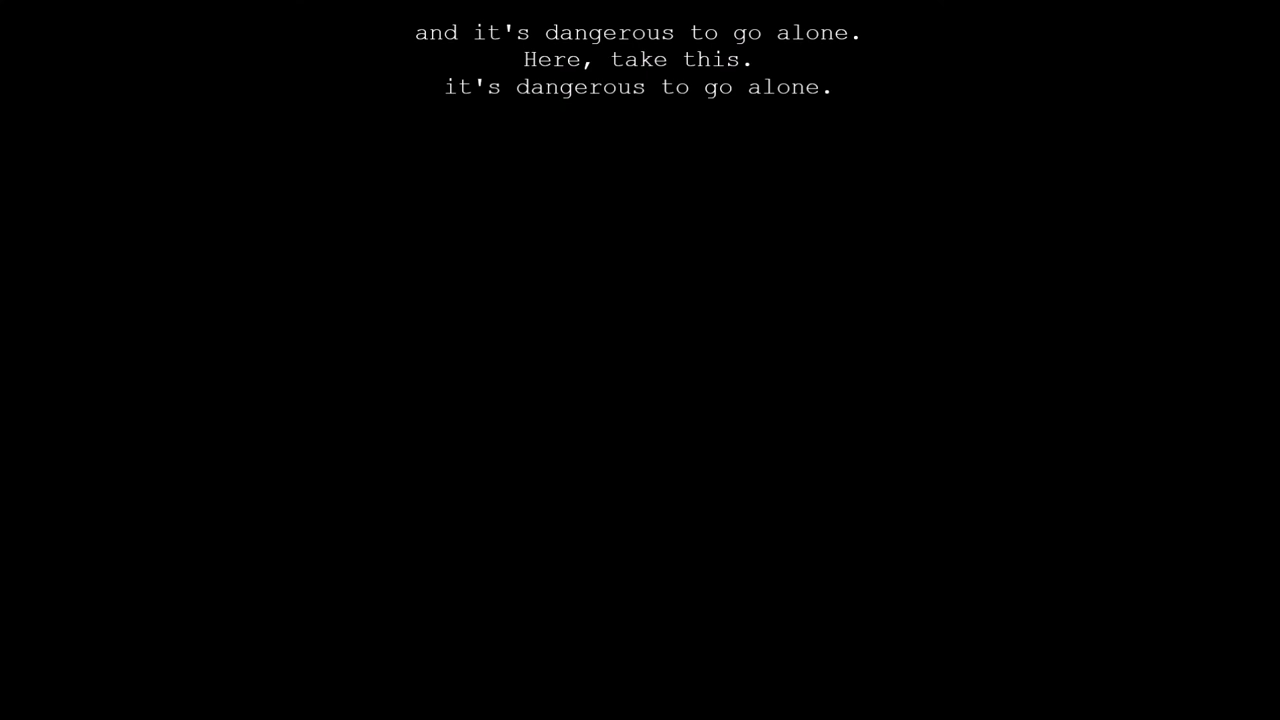 and it's dangerous to go alone.
Here, take this.
it's dangerous to go alone.